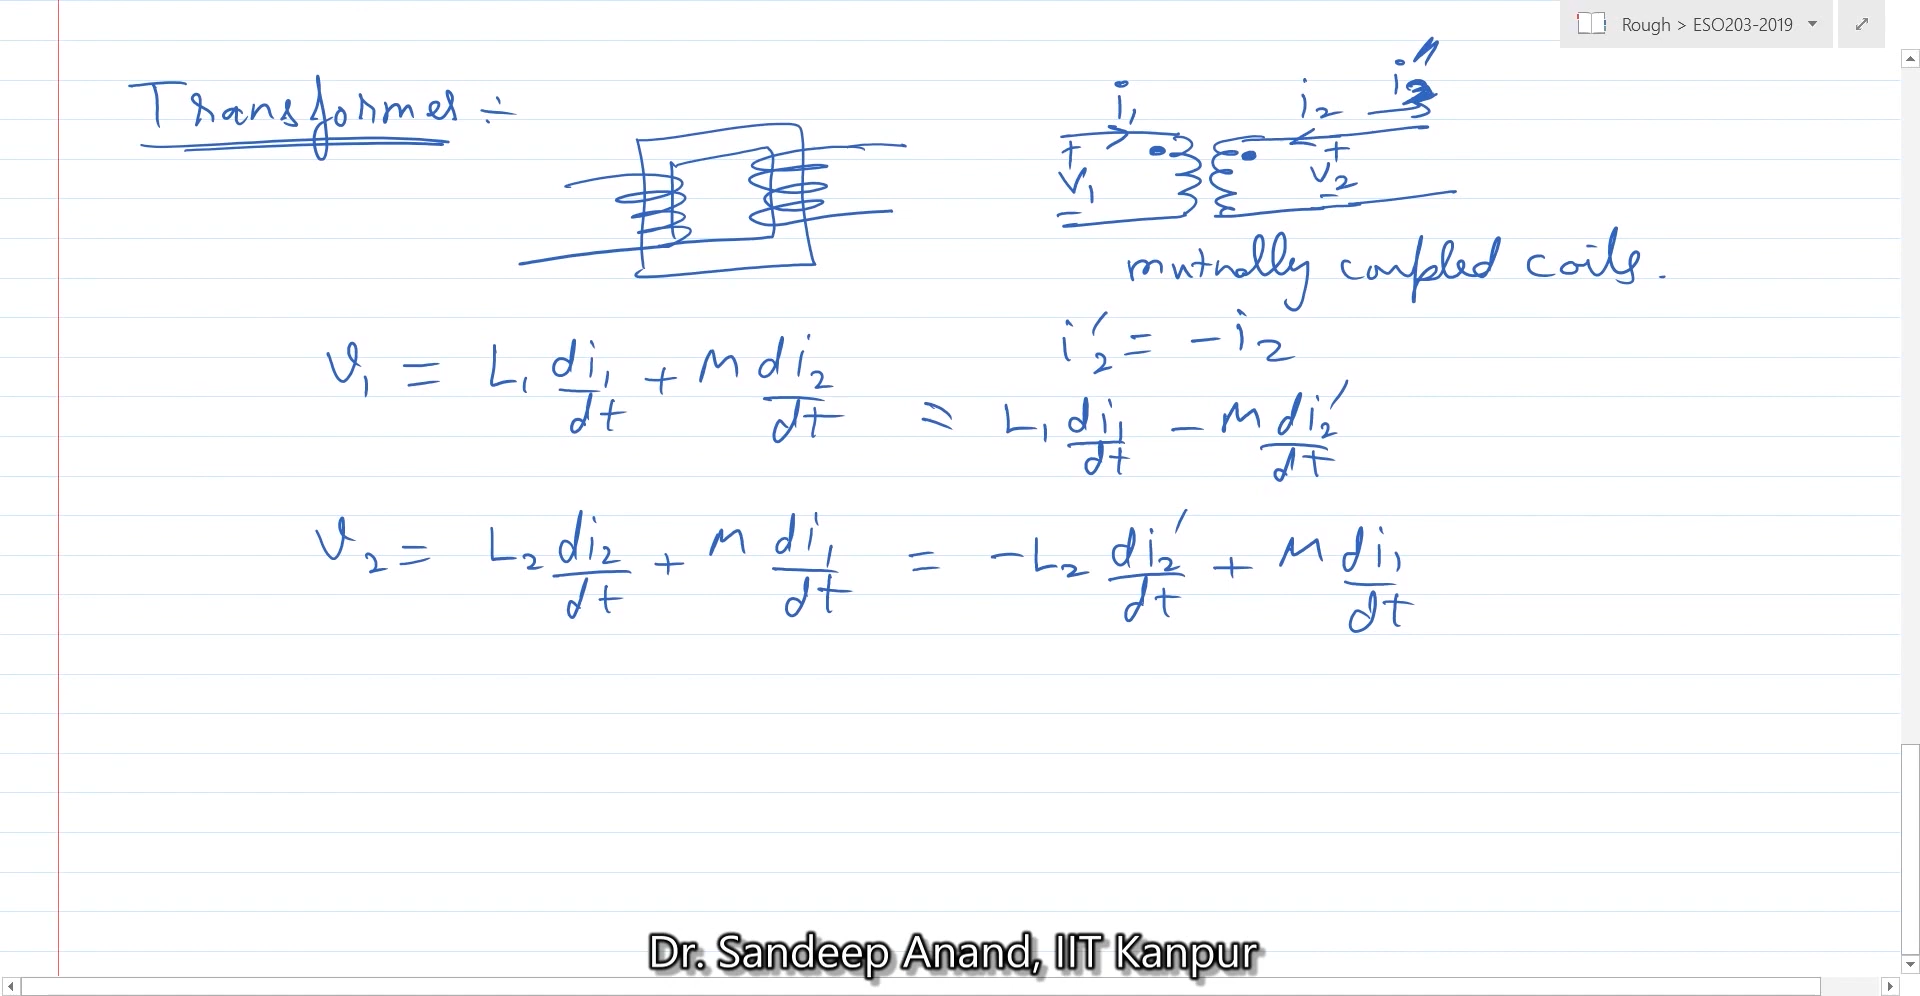 Rough > ESO203-2019
Transformer ÷
i₁ i₂
+ V₁ − + V₂ −
mutually coupled coils.
i₂′ = −i₂
v₁ = L₁ di₁/dt + M di₂/dt = L₁ di₁/dt − M di₂′/dt
v₂ = L₂ di₂/dt + M di₁/dt = −L₂ di₂′/dt + M di₁/dt
Dr. Sandeep Anand, IIT Kanpur